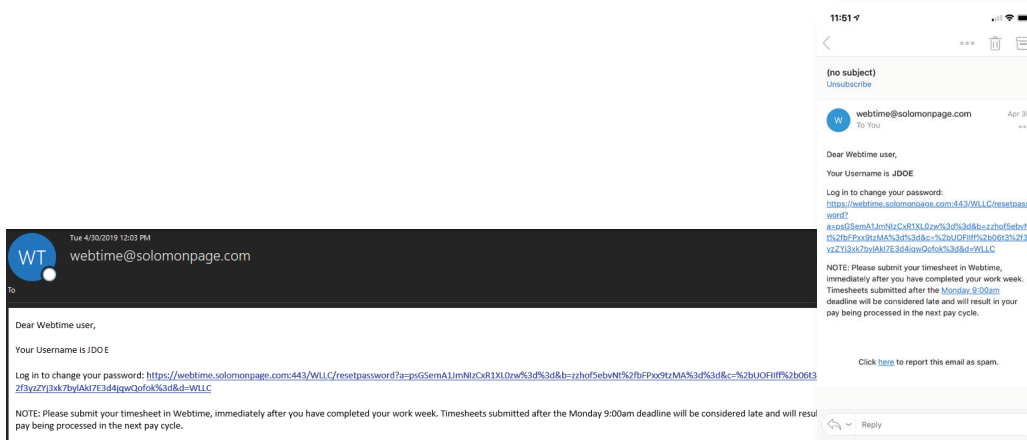 Tue 4/30/2019 12:03 PM
WT
webtime@solomonpage.com
To
Dear Webtime user,
Your Username is JDOE
Log in to change your password: https://webtime.solomonpage.com:443/WLLC/resetpassword?a=psGSemA1JmNIzCxR1XL0zw%3d%3d&b=zzhof5ebvNt%2fbFPxx9tzMA%3d%3d&c=%2bUOFIIff%2b06t3
2f3yzZYj3xk7bylAkI7E3d4jqwQofok%3d&d=WLLC
NOTE: Please submit your timesheet in Webtime, immediately after you have completed your work week. Timesheets submitted after the Monday 9:00am deadline will be considered late and will resul
pay being processed in the next pay cycle.
11:51
(no subject)
Unsubscribe
W
webtime@solomonpage.com
Apr 30
To You
Dear Webtime user,
Your Username is JDOE
Log in to change your password:
https://webtime.solomonpage.com:443/WLLC/resetpass
word?
a=psGSemA1JmNIzCxR1XL0zw%3d%3d&b=zzhof5ebvN
t%2fbFPxx9tzMA%3d%3d&c=%2bUOFIIff%2b06t3%2f3
yzZYj3xk7bylAkI7E3d4jqwQofok%3d&d=WLLC
NOTE: Please submit your timesheet in Webtime,
immediately after you have completed your work week.
Timesheets submitted after the Monday 9:00am
deadline will be considered late and will result in your
pay being processed in the next pay cycle.
Click here to report this email as spam.
Reply